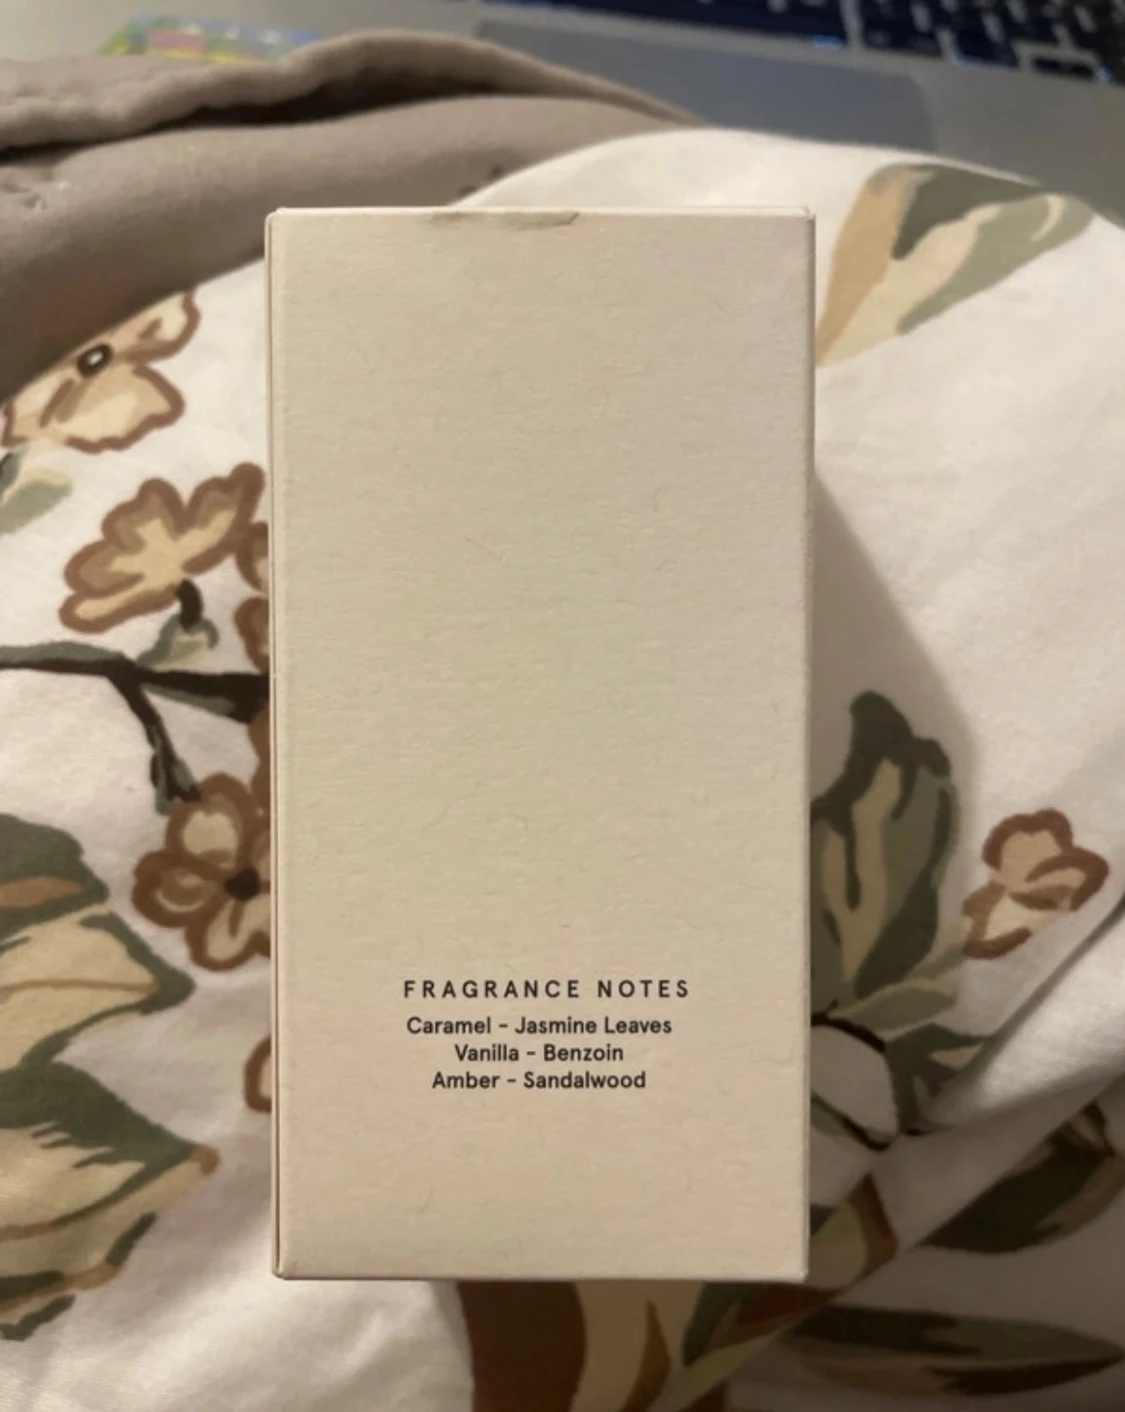 FRAGRANCE NOTES
Caramel - Jasmine Leaves
Vanilla - Benzoin
Amber - Sandalwood